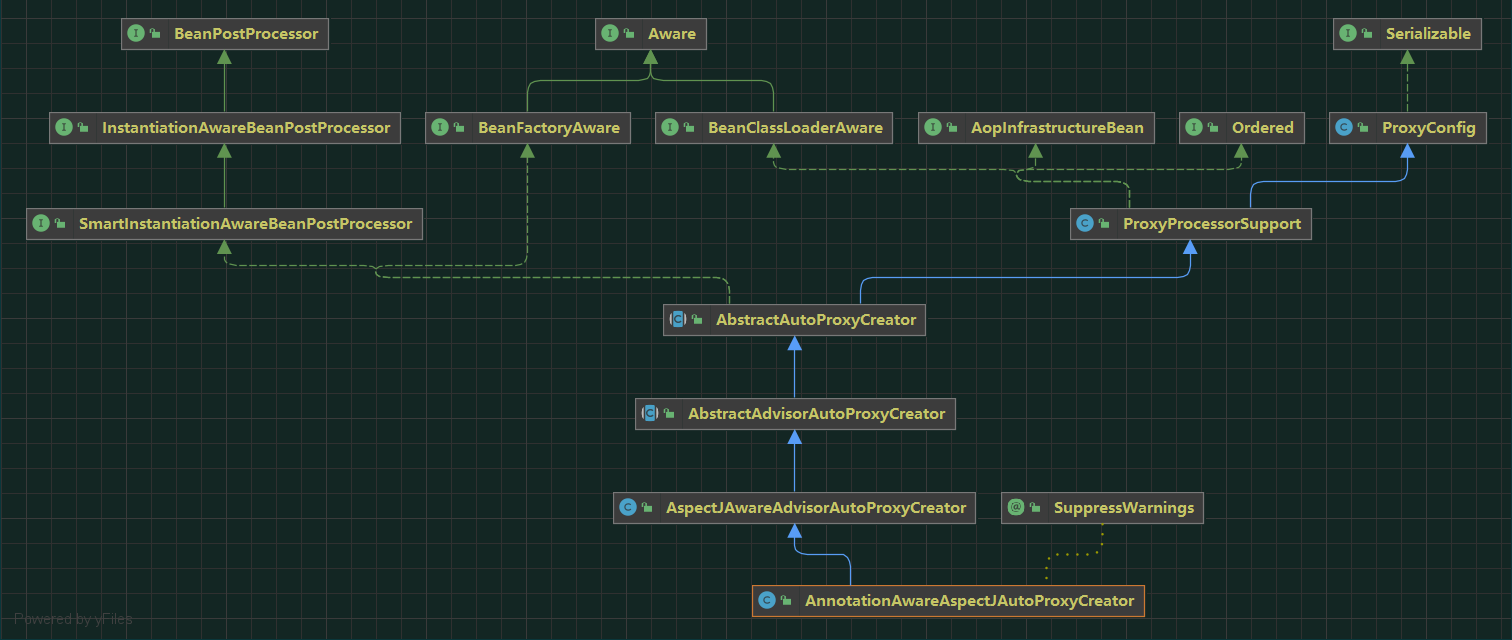 BeanPostProcessor
Aware
Serializable
InstantiationAwareBeanPostProcessor
BeanFactoryAware
BeanClassLoaderAware
AopInfrastructureBean
Ordered
ProxyConfig
SmartInstantiationAwareBeanPostProcessor
ProxyProcessorSupport
AbstractAutoProxyCreator
AbstractAdvisorAutoProxyCreator
AspectJAwareAdvisorAutoProxyCreator
SuppressWarnings
AnnotationAwareAspectJAutoProxyCreator
Powered by yFiles